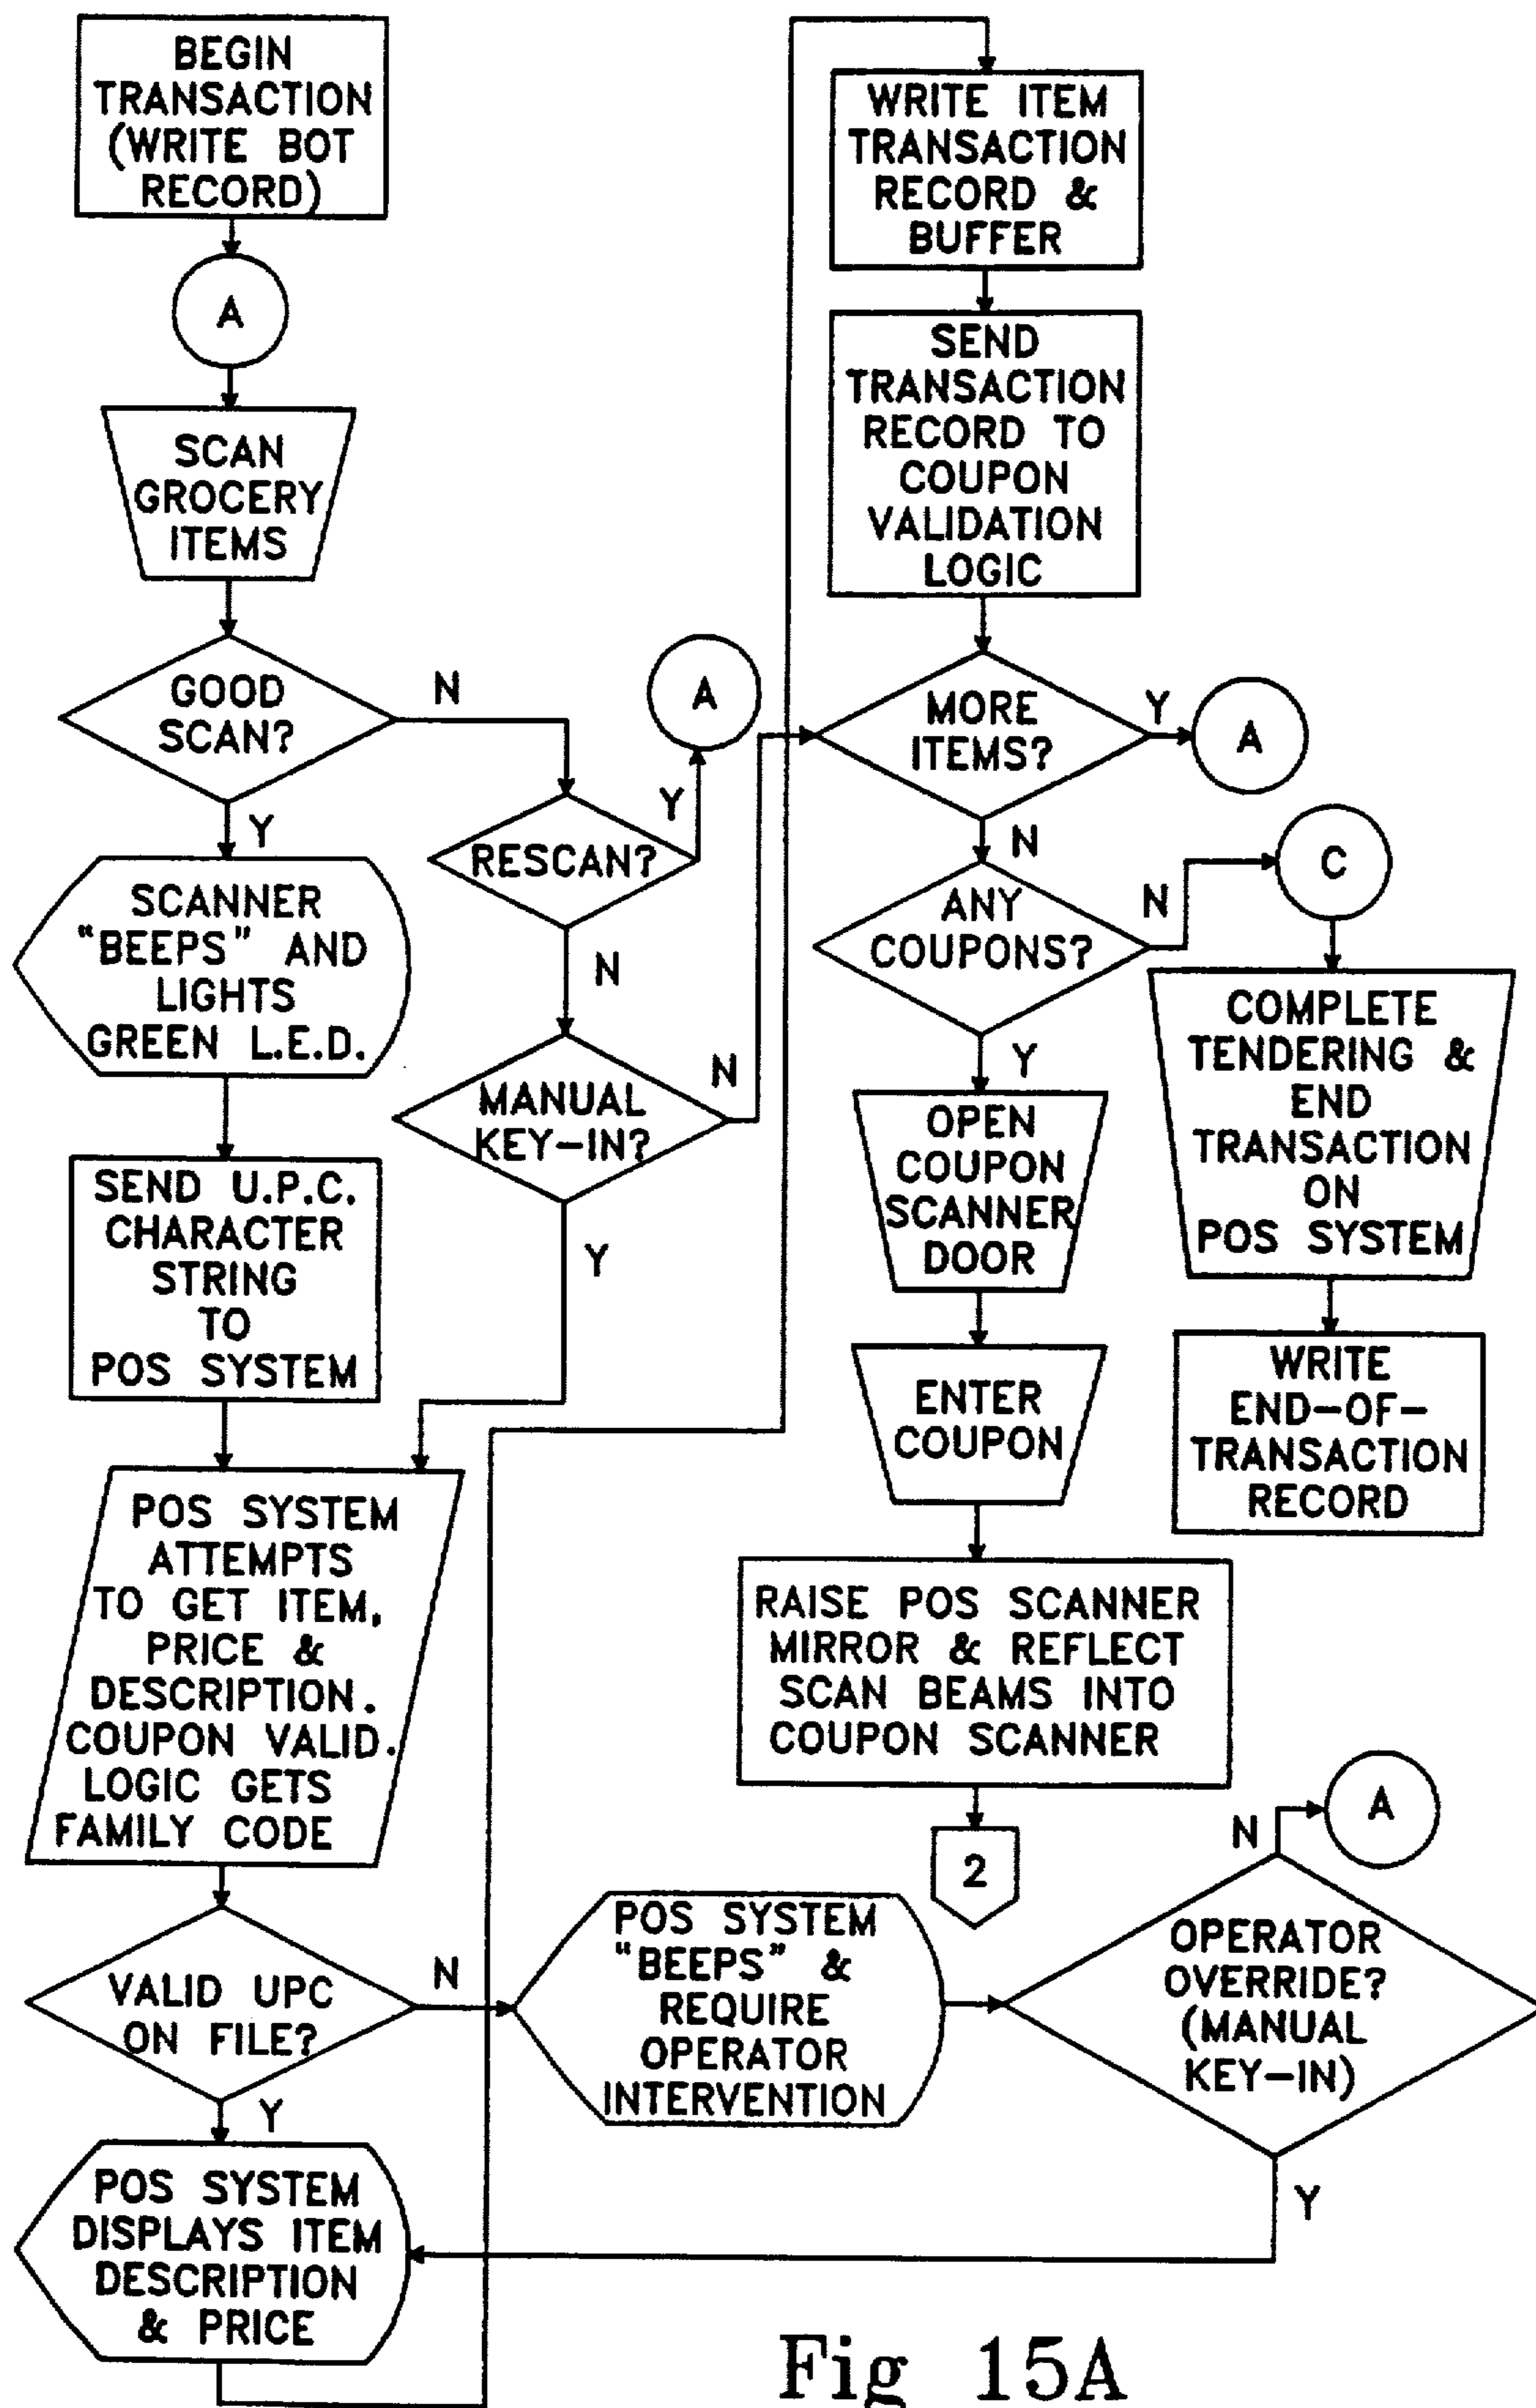 BEGIN
TRANSACTION
(WRITE BOT
RECORD)
A
SCAN
GROCERY
ITEMS
GOOD
SCAN?
N
Y
RESCAN?
Y
A
N
SCANNER
“BEEPS” AND
LIGHTS
GREEN L.E.D.
MANUAL
KEY-IN?
N
Y
SEND U.P.C.
CHARACTER
STRING
TO
POS SYSTEM
POS SYSTEM
ATTEMPTS
TO GET ITEM,
PRICE &
DESCRIPTION.
COUPON VALID.
LOGIC GETS
FAMILY CODE
VALID UPC
ON FILE?
N
Y
POS SYSTEM
DISPLAYS ITEM
DESCRIPTION
& PRICE
POS SYSTEM
“BEEPS” &
REQUIRE
OPERATOR
INTERVENTION
OPERATOR
OVERRIDE?
(MANUAL
KEY-IN)
N
A
Y
WRITE ITEM
TRANSACTION
RECORD &
BUFFER
SEND
TRANSACTION
RECORD TO
COUPON
VALIDATION
LOGIC
MORE
ITEMS?
Y
A
N
ANY
COUPONS?
N
C
Y
COMPLETE
TENDERING &
END
TRANSACTION
ON
POS SYSTEM
WRITE
END-OF-
TRANSACTION
RECORD
OPEN
COUPON
SCANNER
DOOR
ENTER
COUPON
RAISE POS SCANNER
MIRROR & REFLECT
SCAN BEAMS INTO
COUPON SCANNER
2
Fig 15A